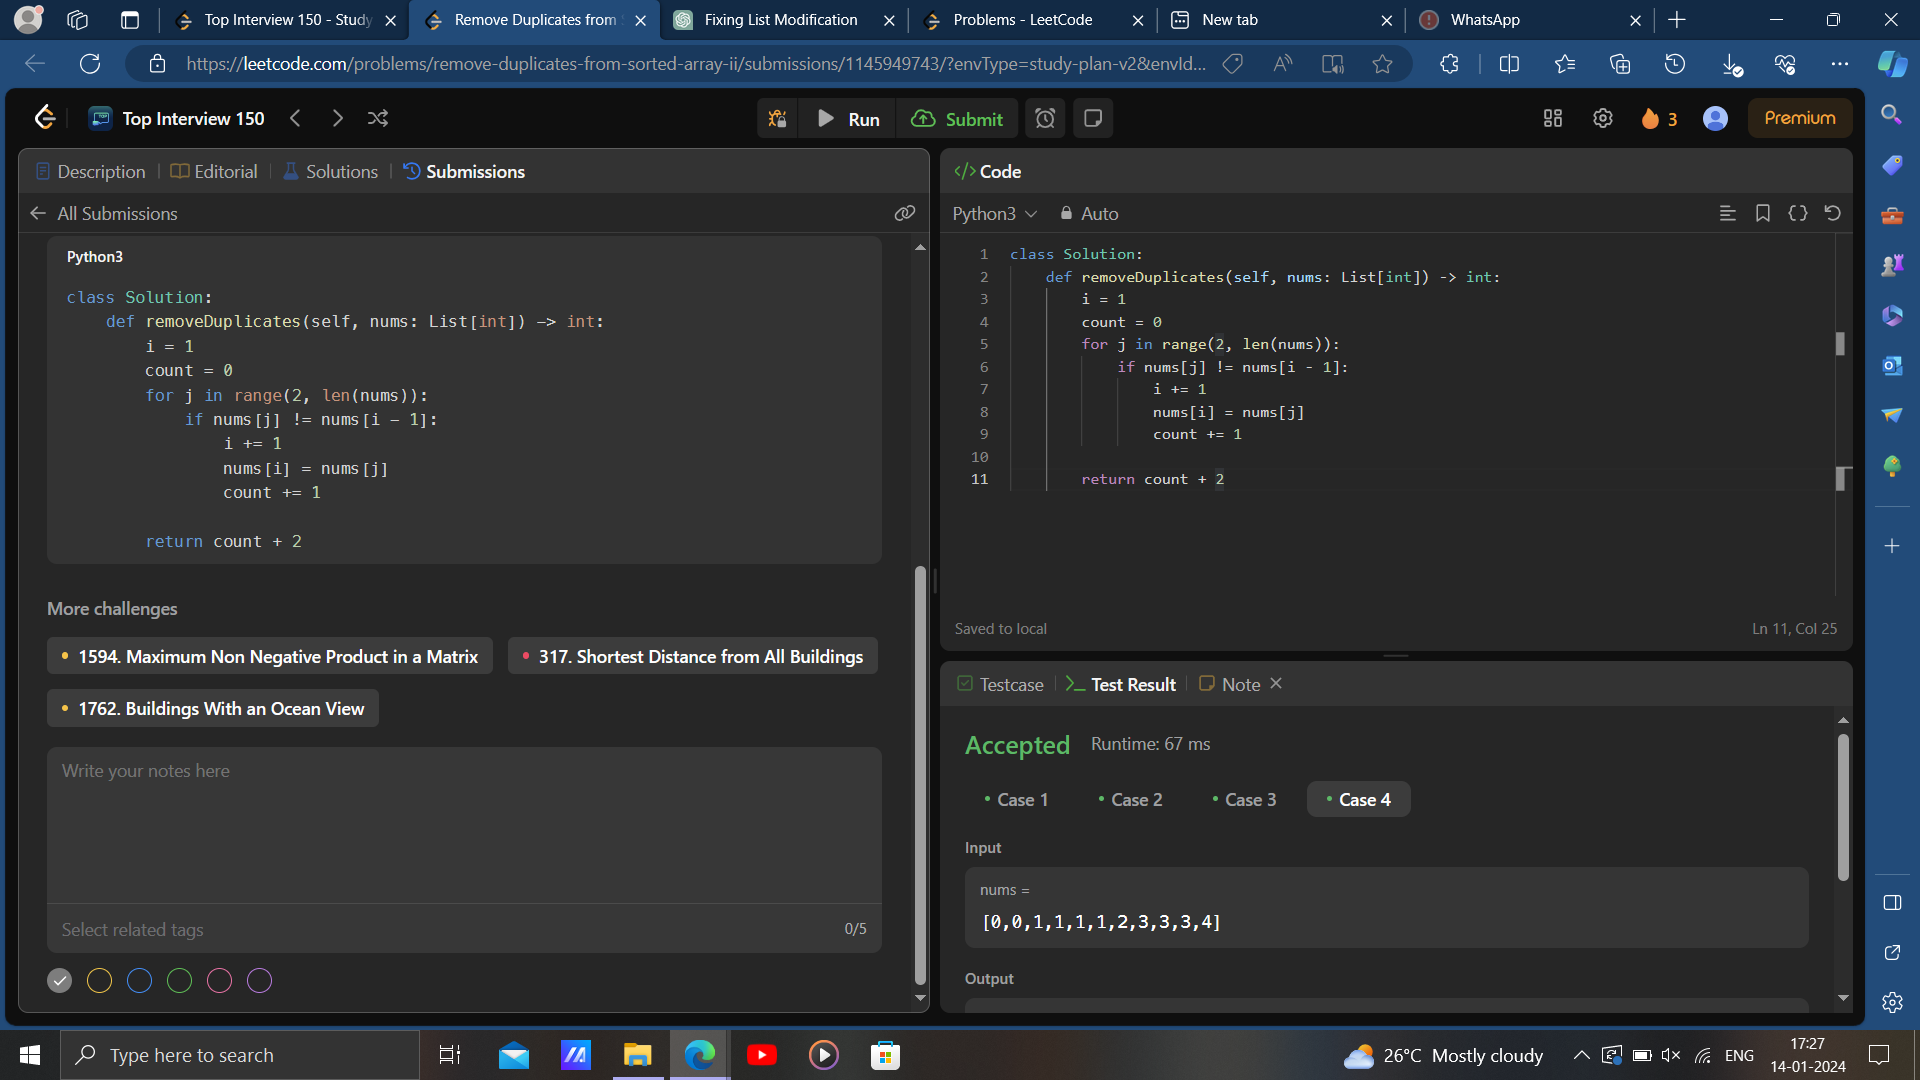 Top Interview 150 - Study
Remove Duplicates from S
Fixing List Modification
Problems - LeetCode
New tab
WhatsApp
https://leetcode.com/problems/remove-duplicates-from-sorted-array-ii/submissions/1145949743/?envType=study-plan-v2&envId...
Top Interview 150
Run
Submit
3
Premium
Description
Editorial
Solutions
Submissions
All Submissions
Python3
class Solution:
def removeDuplicates(self, nums: List[int]) -> int:
i = 1
count = 0
for j in range(2, len(nums)):
if nums[j] != nums[i - 1]:
i += 1
nums[i] = nums[j]
count += 1
return count + 2
More challenges
1594. Maximum Non Negative Product in a Matrix
317. Shortest Distance from All Buildings
1762. Buildings With an Ocean View
Write your notes here
Select related tags
0/5
</> Code
Python3
Auto
1 class Solution:
2 def removeDuplicates(self, nums: List[int]) -> int:
3 i = 1
4 count = 0
5 for j in range(2, len(nums)):
6 if nums[j] != nums[i - 1]:
7 i += 1
8 nums[i] = nums[j]
9 count += 1
10
11 return count + 2
Saved to local
Ln 11, Col 25
Testcase
Test Result
Note
Accepted
Runtime: 67 ms
Case 1
Case 2
Case 3
Case 4
Input
nums =
[0,0,1,1,1,1,2,3,3,3,4]
Output
Type here to search
26°C Mostly cloudy
ENG
17:27
14-01-2024